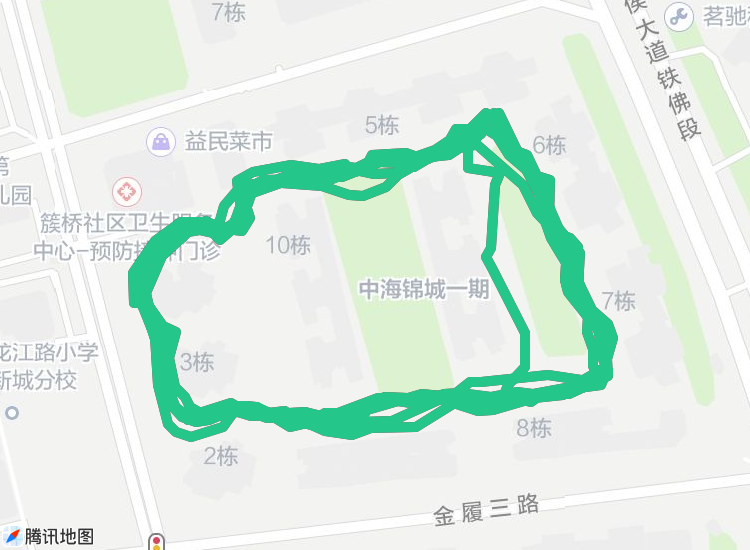 7栋
茗驰
侯大道铁佛段
5栋
益民菜市
6栋
第
儿园
簇桥社区卫生服务
中心-预防接种门诊
10栋
中海锦城一期
7栋
龙江路小学
新城分校
3栋
2栋
8栋
金履三路
腾讯地图